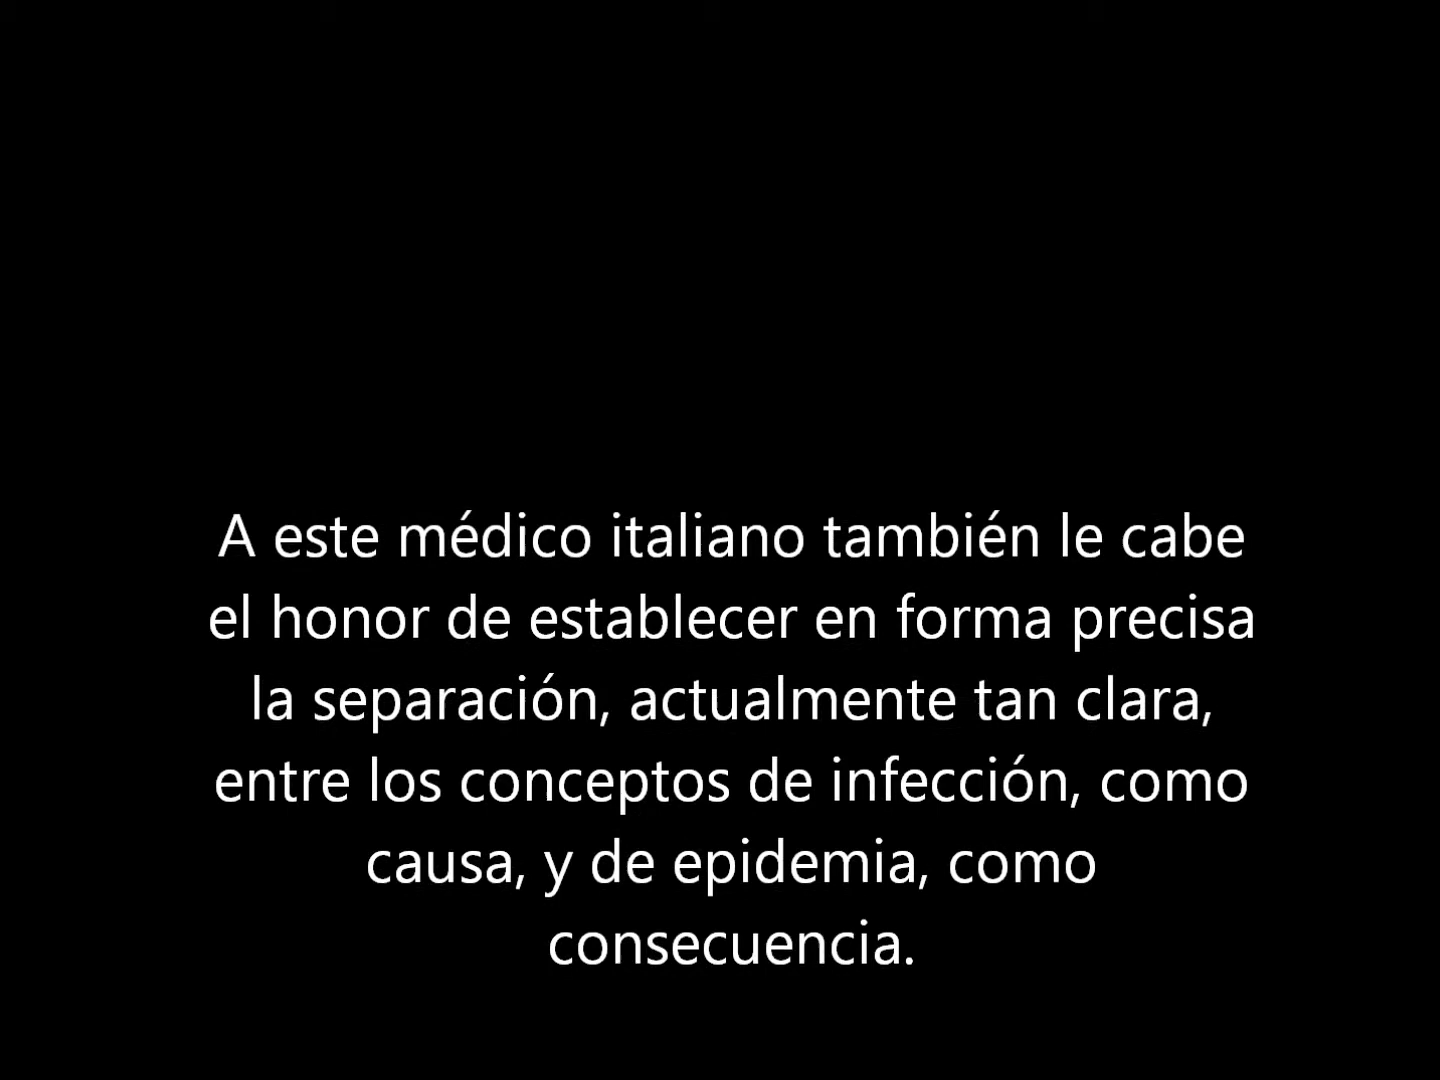 A este médico italiano también le cabe
el honor de establecer en forma precisa
la separación, actualmente tan clara,
entre los conceptos de infección, como
causa, y de epidemia, como
consecuencia.